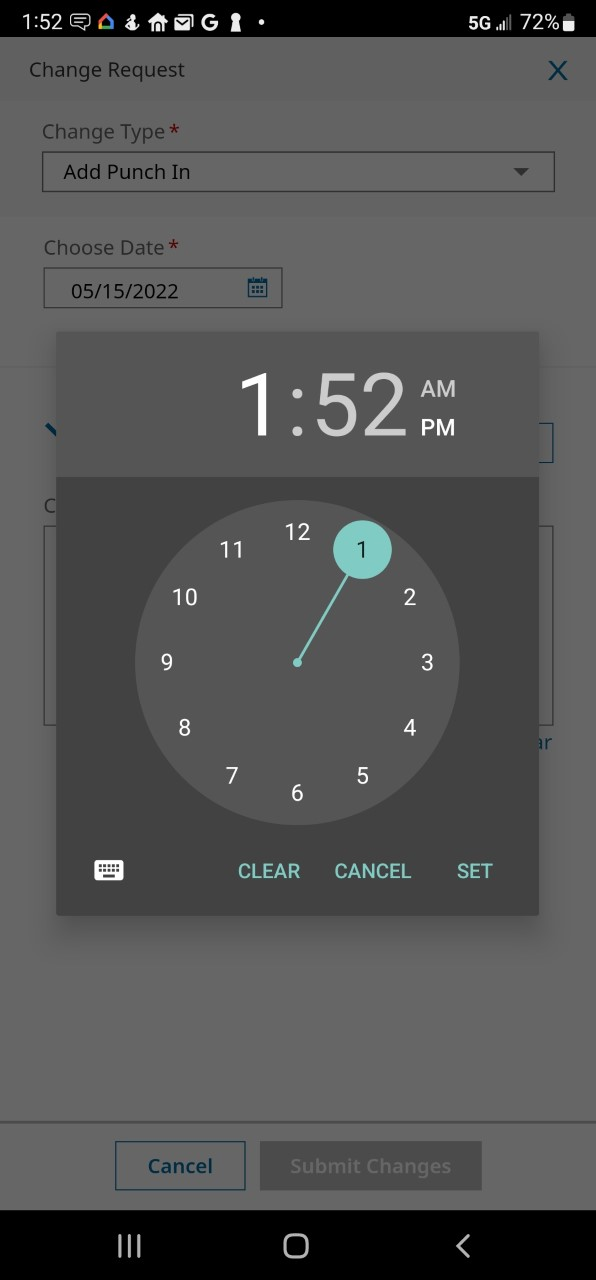 1:52 5G 72%
Change Request X
Change Type *
Add Punch In
Choose Date *
05/15/2022
1:52 AM
PM
12
11 1
10 2
9 3
8 4
7 5
6
CLEAR CANCEL SET
Cancel Submit Changes